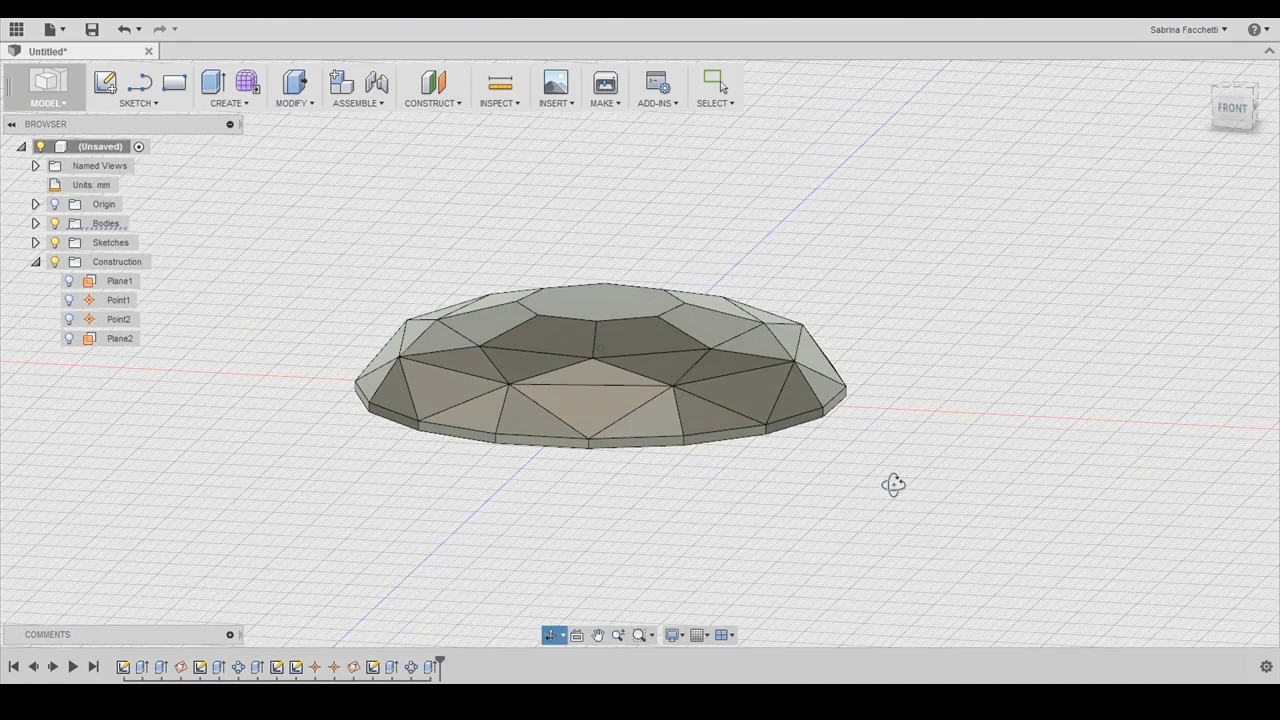 Sabrina Facchetti
Untitled*
MODEL
SKETCH
CREATE
MODIFY
ASSEMBLE
CONSTRUCT
INSPECT
INSERT
MAKE
ADD-INS
SELECT
FRONT
BROWSER
(Unsaved)
Named Views
Units: mm
Origin
Bodies
Sketches
Construction
Plane1
Point1
Point2
Plane2
COMMENTS